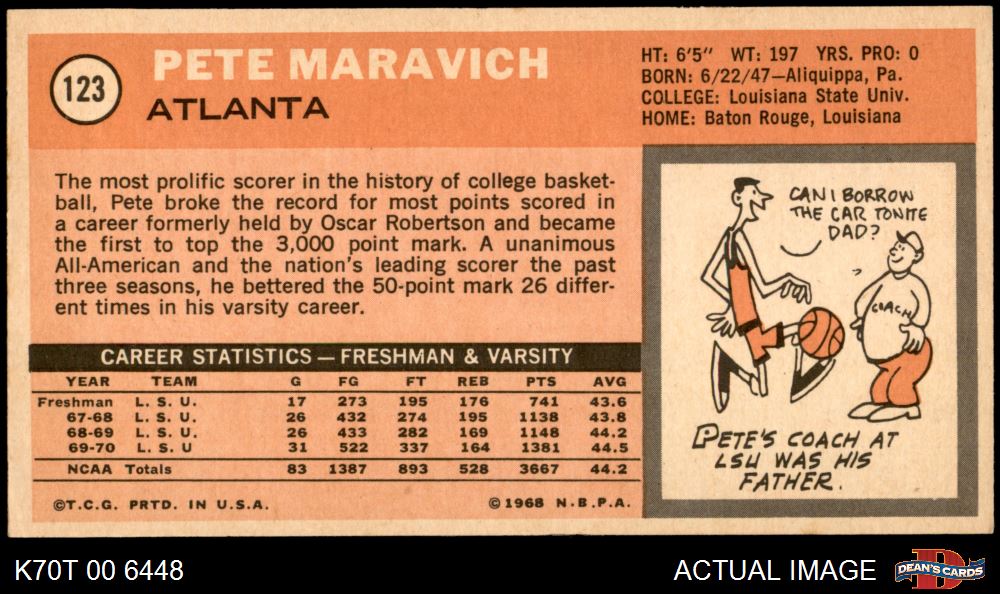 123
PETE MARAVICH
ATLANTA
HT: 6'5" WT: 197 YRS. PRO: 0
BORN: 6/22/47—Aliquippa, Pa.
COLLEGE: Louisiana State Univ.
HOME: Baton Rouge, Louisiana
The most prolific scorer in the history of college basket-
ball, Pete broke the record for most points scored in
a career formerly held by Oscar Robertson and became
the first to top the 3,000 point mark. A unanimous
All-American and the nation's leading scorer the past
three seasons, he bettered the 50-point mark 26 differ-
ent times in his varsity career.
CAREER STATISTICS — FRESHMAN & VARSITY
YEAR TEAM G FG FT REB PTS AVG
Freshman L. S. U. 17 273 195 176 741 43.6
67-68 L. S. U. 26 432 274 195 1138 43.8
68-69 L. S. U. 26 433 282 169 1148 44.2
69-70 L. S. U 31 522 337 164 1381 44.5
NCAA Totals 83 1387 893 528 3667 44.2
©T.C.G. PRTD. IN U.S.A. ©1968 N.B.P.A.
CAN I BORROW
THE CAR TONITE
DAD?
COACH
PETE'S COACH AT
LSU WAS HIS
FATHER.
K70T 00 6448
ACTUAL IMAGE
D
DEAN'S CARDS